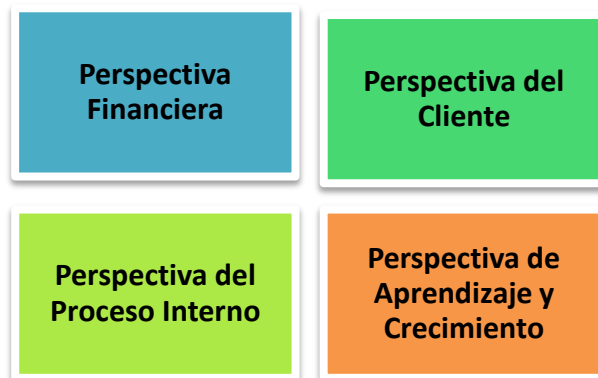 Perspectiva
Financiera
Perspectiva del
Cliente
Perspectiva del
Proceso Interno
Perspectiva de
Aprendizaje y
Crecimiento